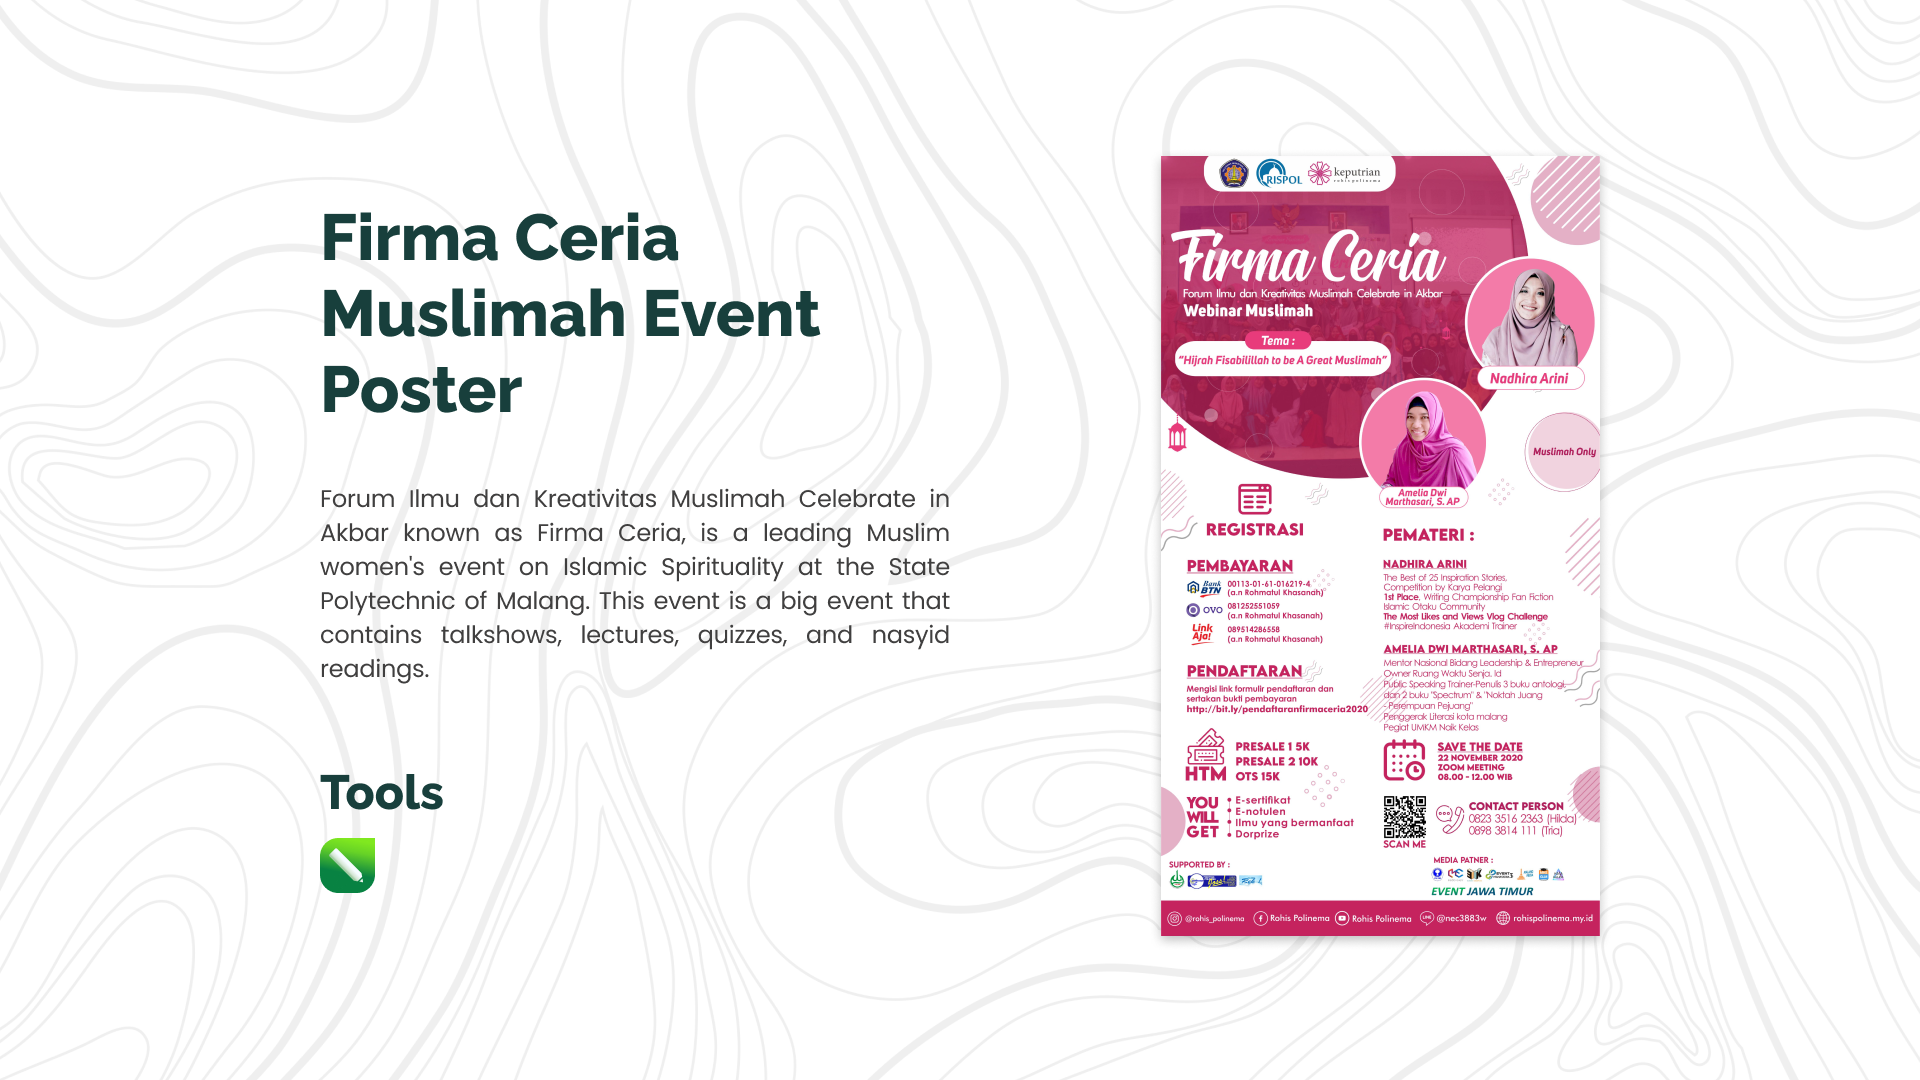 Firma Ceria
Muslimah Event
Poster
Forum Ilmu dan Kreativitas Muslimah Celebrate in
Akbar known as Firma Ceria, is a leading Muslim
women's event on Islamic Spirituality at the State
Polytechnic of Malang. This event is a big event that
contains talkshows, lectures, quizzes, and nasyid
readings.
Tools
RISPOL
keputrian
rohis polinema
Firma Ceria
Forum Ilmu dan Kreativitas Muslimah Celebrate in Akbar
Webinar Muslimah
Tema :
"Hijrah Fisabilillah to be A Great Muslimah"
Nadhira Arini
Amelia Dwi
Marthasari, S. AP
Muslimah Only
REGISTRASI
PEMBAYARAN
Bank
BTN
00113-01-61-016219-4
(a.n Rohmatul Khasanah)
OVO
081252551059
(a.n Rohmatul Khasanah)
Link
Aja!
089514286558
(a.n Rohmatul Khasanah)
PENDAFTARAN
Mengisi link formulir pendaftaran dan
sertakan bukti pembayaran
http://bit.ly/pendaftaranfirmaceria2020
HTM
PRESALE 1 5K
PRESALE 2 10K
OTS 15K
YOU
WILL
GET
E-sertifikat
E-notulen
Ilmu yang bermanfaat
Dorprize
SUPPORTED BY :
PEMATERI :
NADHIRA ARINI
The Best of 25 Inspiration Stories,
Competition by Karya Pelangi
1st Place, Writing Championship Fan Fiction
Islamic Otaku Community
The Most Likes and Views Vlog Challenge
#InspireIndonesia Akademi Trainer
AMELIA DWI MARTHASARI, S. AP
Mentor Nasional Bidang Leadership & Entrepreneur
Owner Ruang Waktu Senja. Id
Public Speaking Trainer-Penulis 3 buku antologi,
dan 2 buku "Spectrum" & "Noktah Juang
- Perempuan Pejuang"
Penggerak Literasi kota malang
Pegiat UMKM Naik Kelas
SAVE THE DATE
22 NOVEMBER 2020
ZOOM MEETING
08.00 - 12.00 WIB
SCAN ME
CONTACT PERSON
0823 3516 2363 (Hilda)
0898 3814 111 (Tria)
MEDIA PATNER :
EVENT JAWA TIMUR
@rohis_polinema
Rohis Polinema
Rohis Polinema
@nec3883w
rohispolinema.my.id